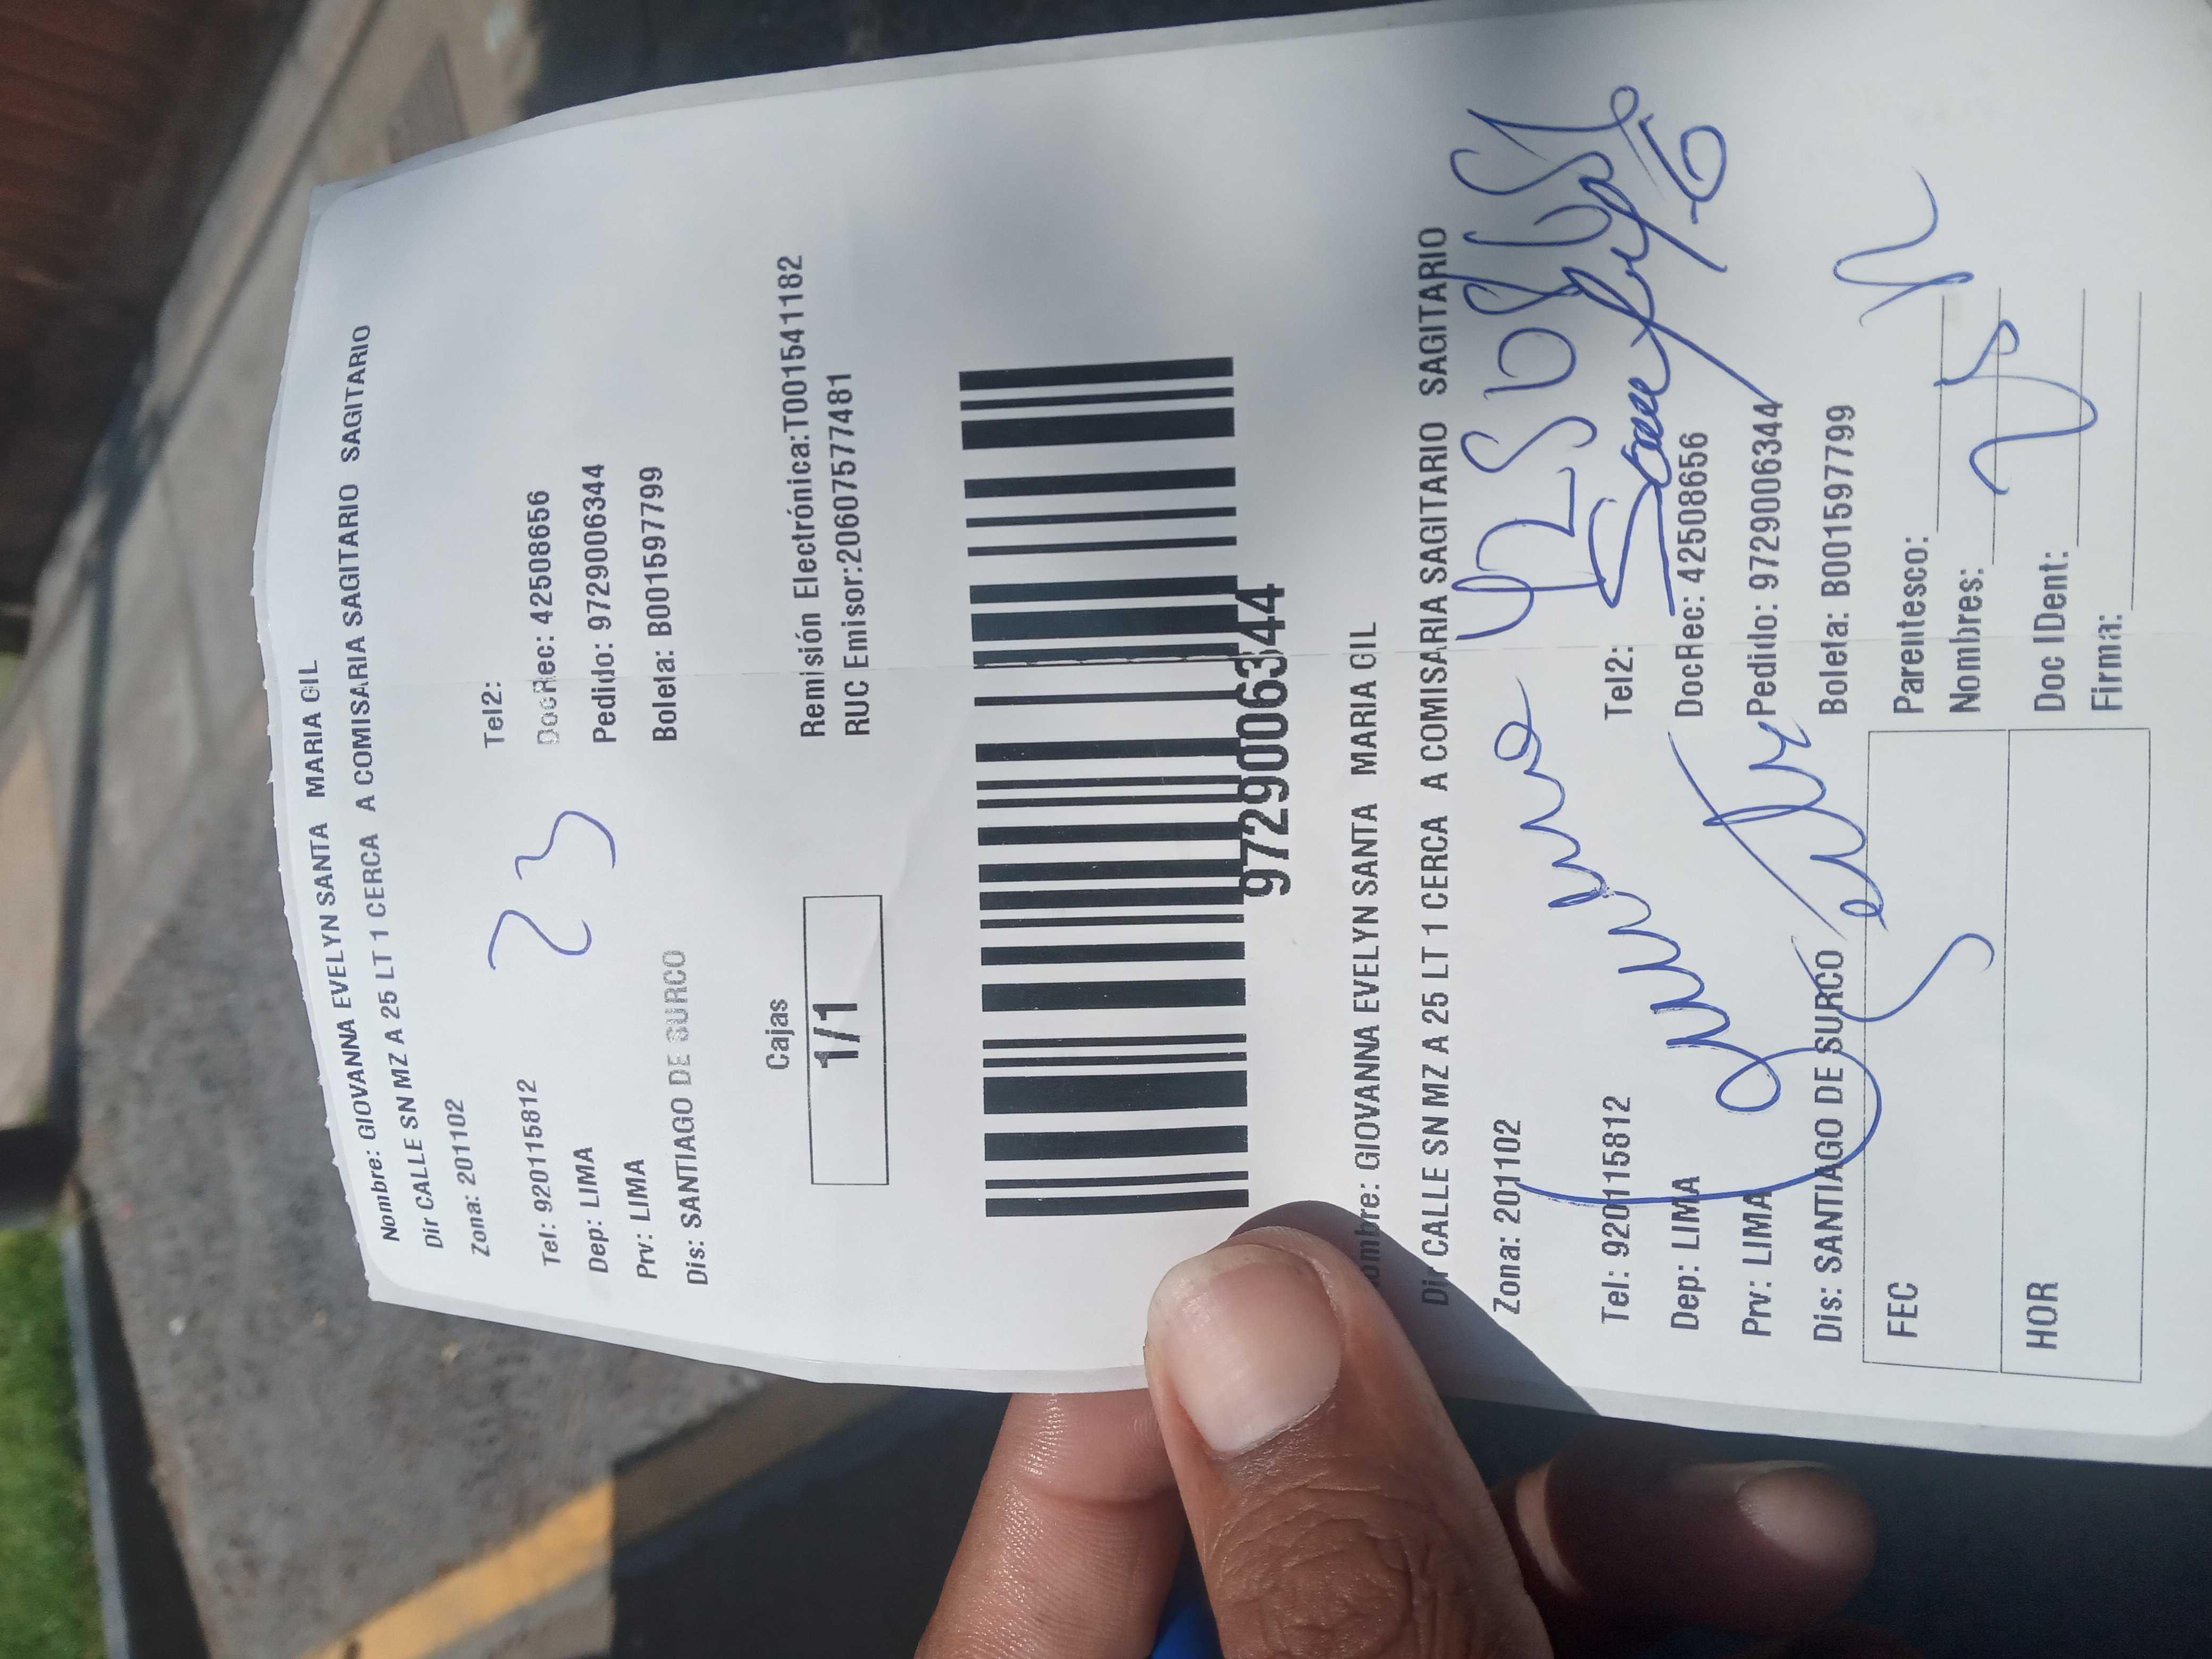 Nombre: GIOVANNA EVELYN SANTA MARIA GIL
Dir CALLE SN MZ A 25 LT 1 CERCA A COMISARIA SAGITARIO SAGITARIO
Zona: 201102
Tel: 920115812 Tel2:
Dep: LIMA DocRec: 42508656
Prv: LIMA Pedido: 9729006344
Dis: SANTIAGO DE SURCO Boleta: B001597799
23
Cajas
1/1
Remisión Electrónica:T001541182
RUC Emisor:20607577481
9729006344
ombre: GIOVANNA EVELYN SANTA MARIA GIL
Dir CALLE SN MZ A 25 LT 1 CERCA A COMISARIA SAGITARIO SAGITARIO
Zona: 201102
Tel: 920115812 Tel2:
Dep: LIMA DocRec: 42508656
Prv: LIMA Pedido: 9729006344
Dis: SANTIAGO DE SURCO Boleta: B001597799
FEC
HOR
Parentesco:
Nombres:
Doc IDent:
Firma: